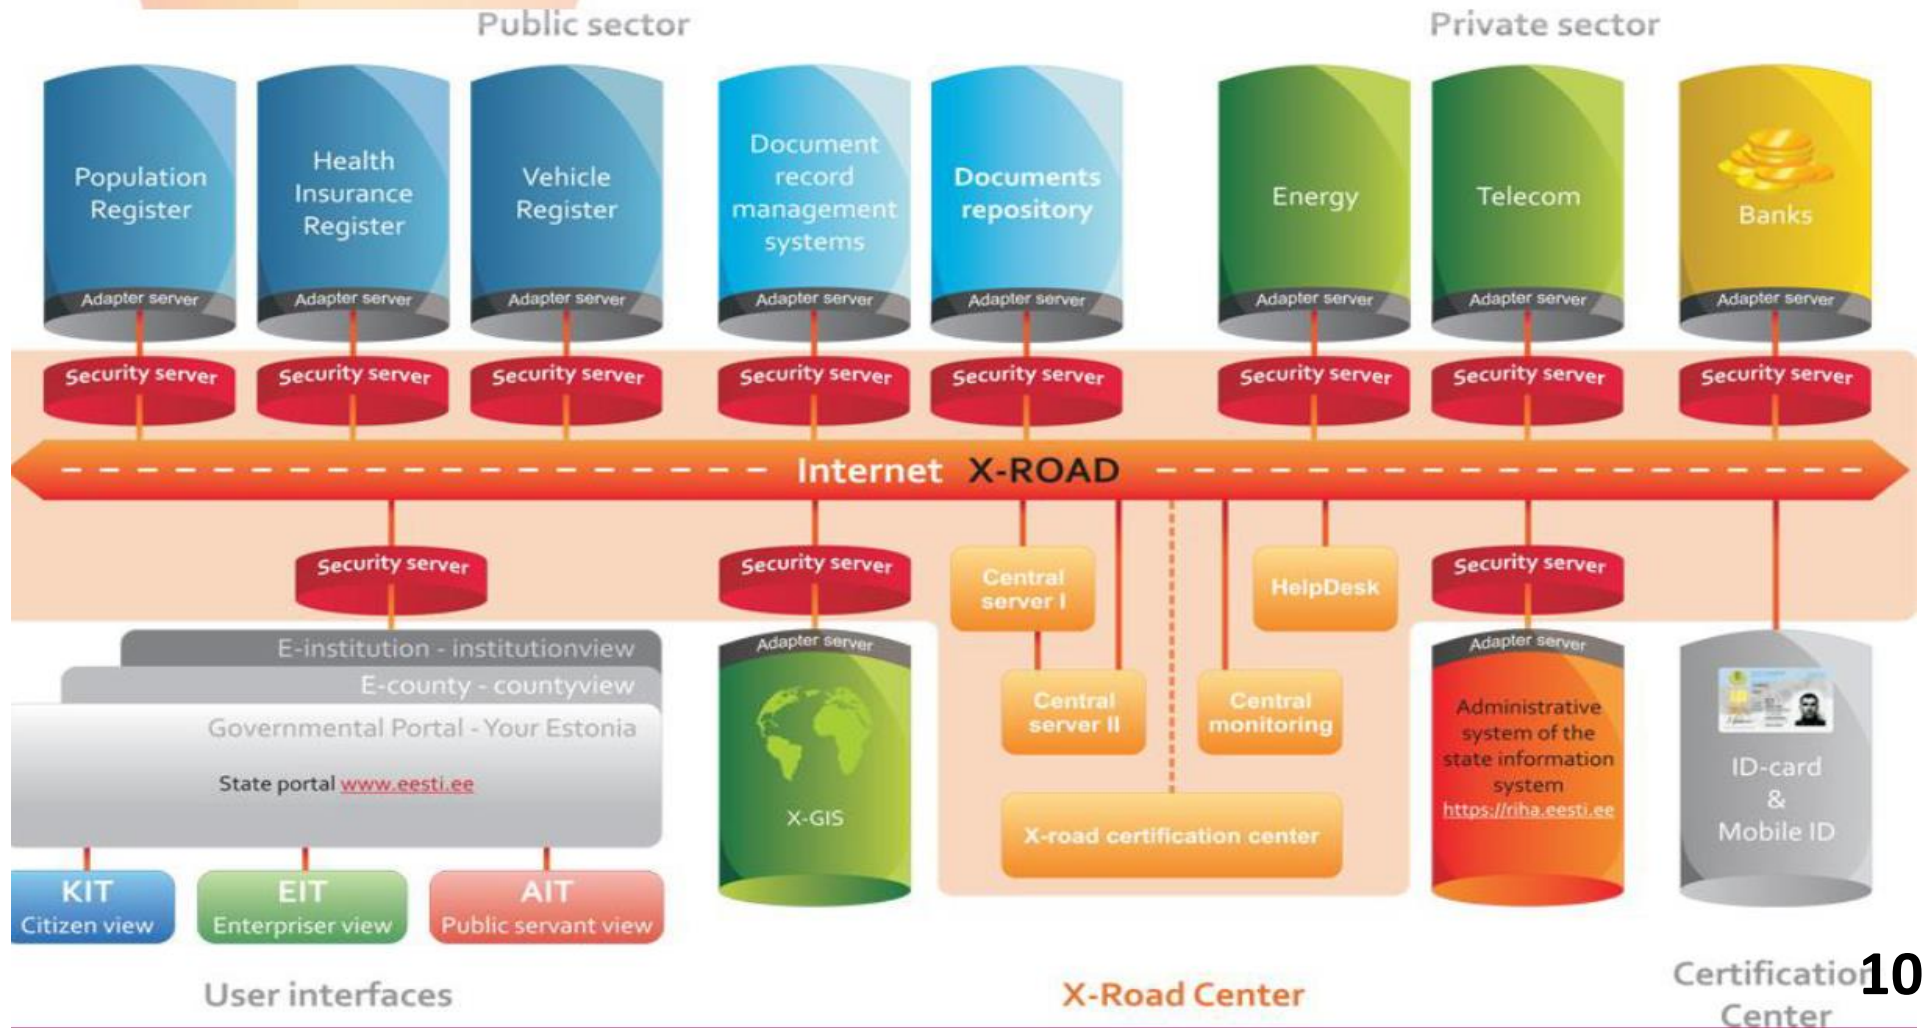 Public sector
Private sector
Population
Register
Adapter server
Health
Insurance
Register
Adapter server
Vehicle
Register
Adapter server
Document
record
management
systems
Adapter server
Documents
repository
Adapter server
Energy
Adapter server
Telecom
Adapter server
Banks
Adapter server
Security server
Security server
Security server
Security server
Security server
Security server
Security server
Security server
Internet X-ROAD
Security server
Security server
Central
server I
HelpDesk
Security server
E-institution - institutionview
E-county - countyview
Governmental Portal - Your Estonia
State portal www.eesti.ee
Adapter server
X-GIS
Central
server II
Central
monitoring
X-road certification center
Adapter server
Administrative
system of the
state information
system
https://riha.eesti.ee
ID-card
&
Mobile ID
KIT
Citizen view
EIT
Enterpriser view
AIT
Public servant view
User interfaces
X-Road Center
Certification
Center
10